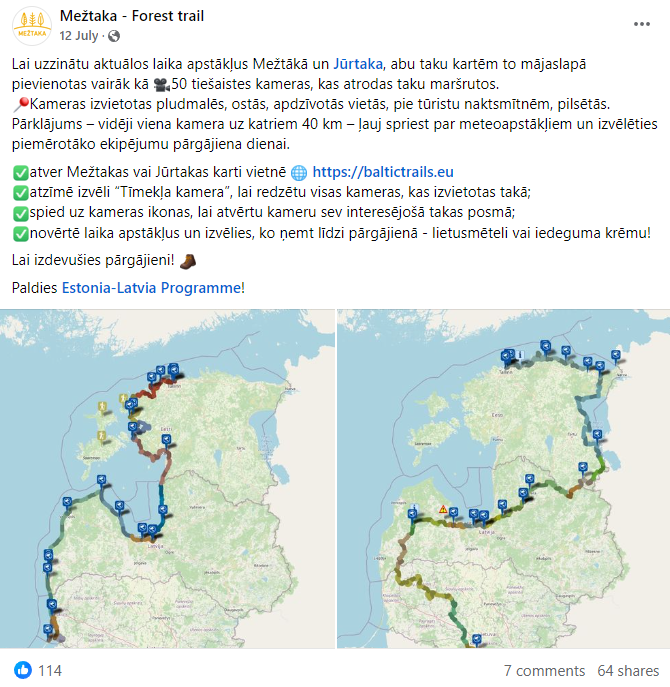 Mežtaka - Forest trail
12 July
Lai uzzinātu aktuālos laika apstākļus Mežtākā un Jūrtaka, abu taku kartēm to mājaslapā
pievienotas vairāk kā 🎥50 tiešaistes kameras, kas atrodas taku maršrutos.
📍Kameras izvietotas pludmalēs, ostās, apdzīvotās vietās, pie tūristu naktsmītnēm, pilsētās.
Pārklājums – vidēji viena kamera uz katriem 40 km – ļauj spriest par meteoapstākļiem un izvēlēties
piemērotāko ekipējumu pārgājiena dienai.
✅atver Mežtakas vai Jūrtakas karti vietnē 🌐 https://baltictrails.eu
✅atzīmē izvēli “Tīmekļa kamera”, lai redzētu visas kameras, kas izvietotas takā;
✅spied uz kameras ikonas, lai atvērtu kameru sev interesējošā takas posmā;
✅novērtē laika apstākļus un izvēlies, ko ņemt līdzi pārgājienā - lietusmēteli vai iedeguma krēmu!
Lai izdevušies pārgājieni! 🥾
Paldies Estonia-Latvia Programme!
114
7 comments 64 shares
MEŽTAKA